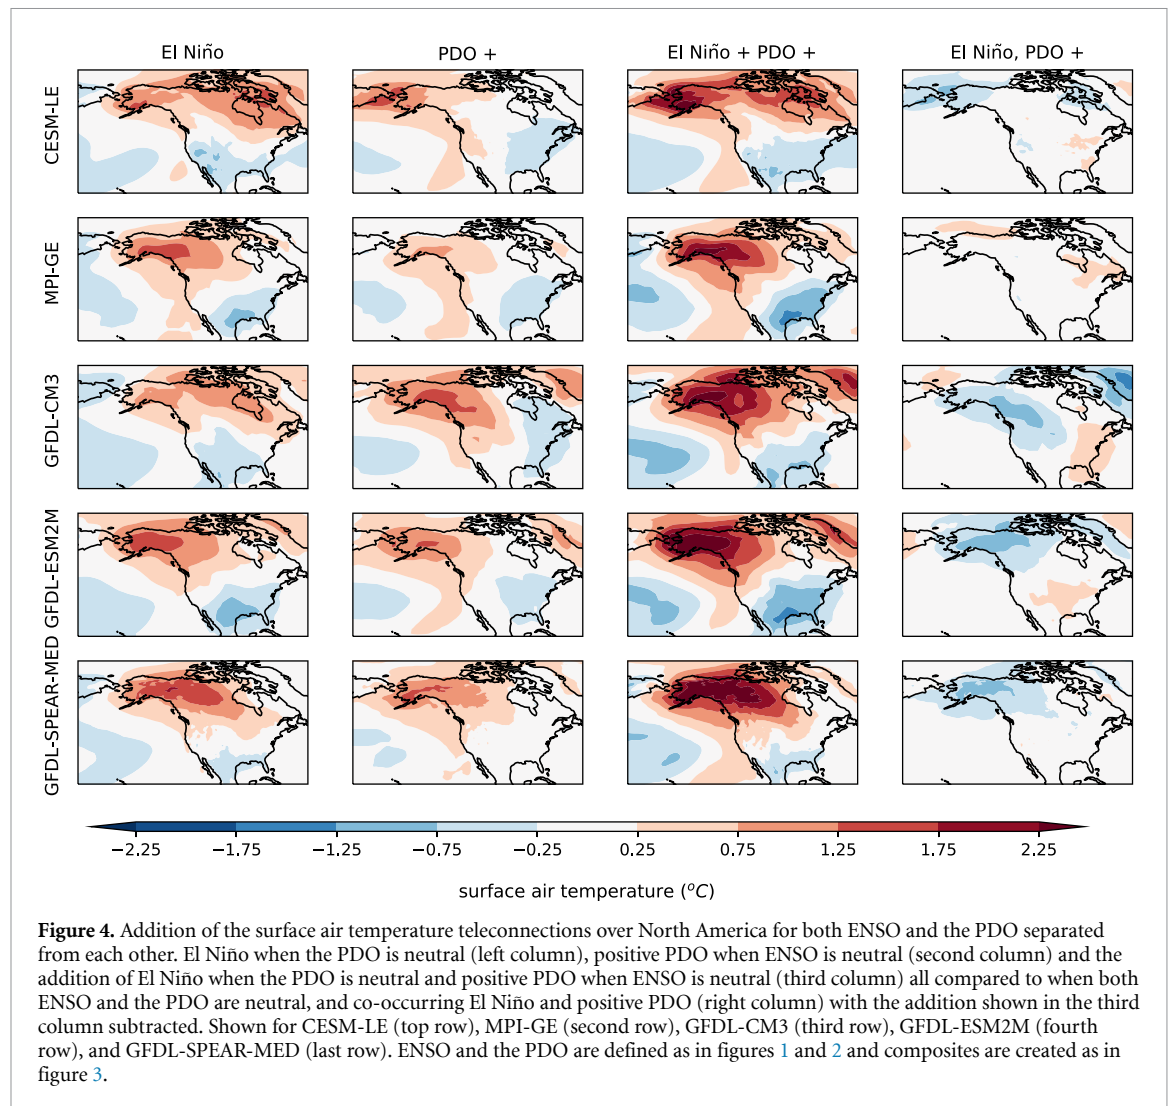 El Niño
PDO +
El Niño + PDO +
El Niño, PDO +
CESM-LE
MPI-GE
GFDL-CM3
GFDL-ESM2M
GFDL-SPEAR-MED
−2.25 −1.75 −1.25 −0.75 −0.25 0.25 0.75 1.25 1.75 2.25
surface air temperature (°C)
Figure 4. Addition of the surface air temperature teleconnections over North America for both ENSO and the PDO separated
from each other. El Niño when the PDO is neutral (left column), positive PDO when ENSO is neutral (second column) and the
addition of El Niño when the PDO is neutral and positive PDO when ENSO is neutral (third column) all compared to when both
ENSO and the PDO are neutral, and co-occurring El Niño and positive PDO (right column) with the addition shown in the third
column subtracted. Shown for CESM-LE (top row), MPI-GE (second row), GFDL-CM3 (third row), GFDL-ESM2M (fourth
row), and GFDL-SPEAR-MED (last row). ENSO and the PDO are defined as in figures 1 and 2 and composites are created as in
figure 3.